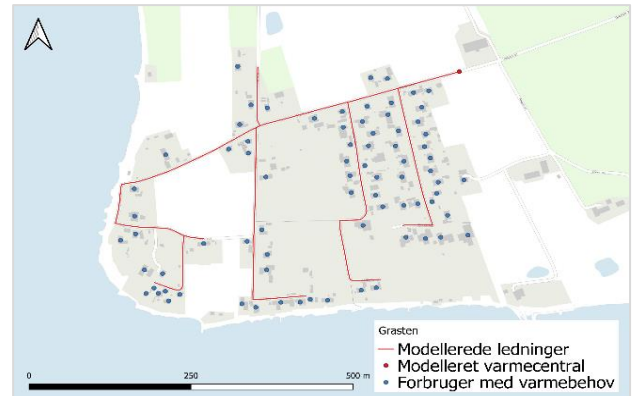 Grasten
Modellerede ledninger
Modelleret varmecentral
Forbruger med varmebehov
0 250 500 m